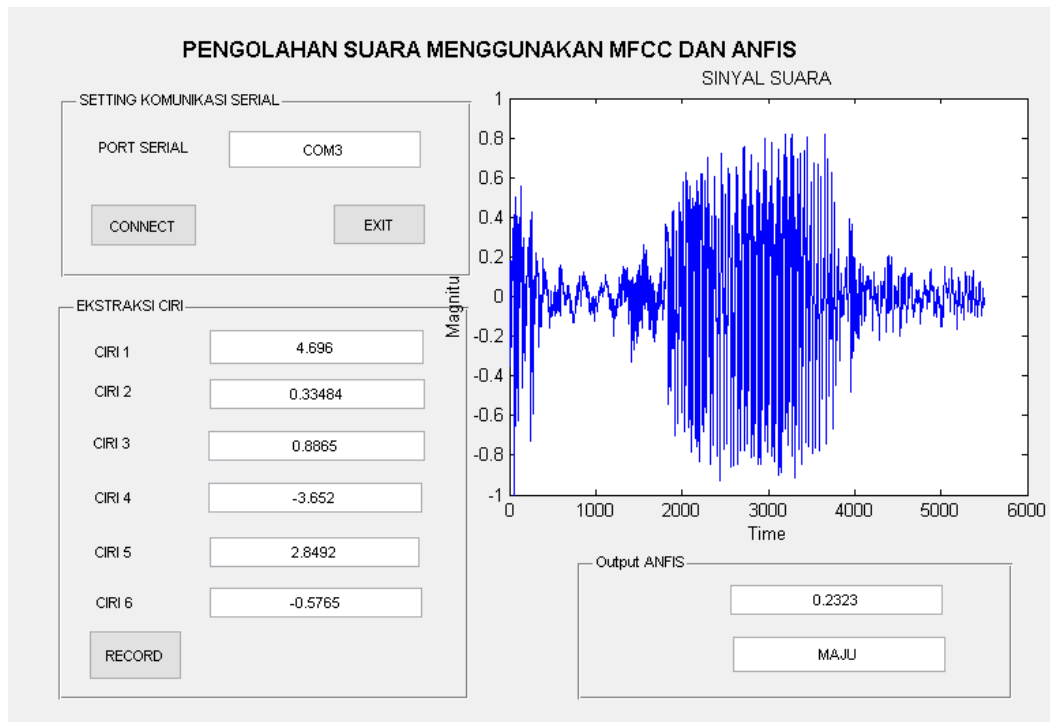 PENGOLAHAN SUARA MENGGUNAKAN MFCC DAN ANFIS
SETTING KOMUNIKASI SERIAL
PORT SERIAL COM3
CONNECT EXIT
EKSTRAKSI CIRI
CIRI 1 4.696
CIRI 2 0.33484
CIRI 3 0.8865
CIRI 4 -3.652
CIRI 5 2.8492
CIRI 6 -0.5765
RECORD
SINYAL SUARA
Magnitu
1
0.8
0.6
0.4
0.2
0
-0.2
-0.4
-0.6
-0.8
-1
0 1000 2000 3000 4000 5000 6000
Time
Output ANFIS
0.2323
MAJU